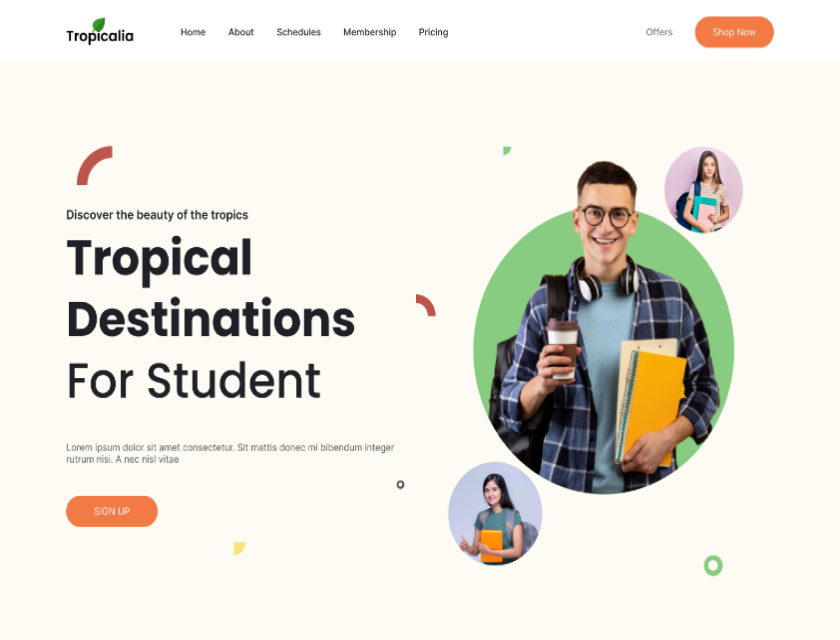 Tropicalia
Home About Schedules Membership Pricing
Offers
Shop Now
Discover the beauty of the tropics
Tropical
Destinations
For Student
Lorem ipsum dolor sit amet consectetur. Sit mattis donec mi bibendum integer
rutrum nisi. A nec nisl vitae
SIGN UP